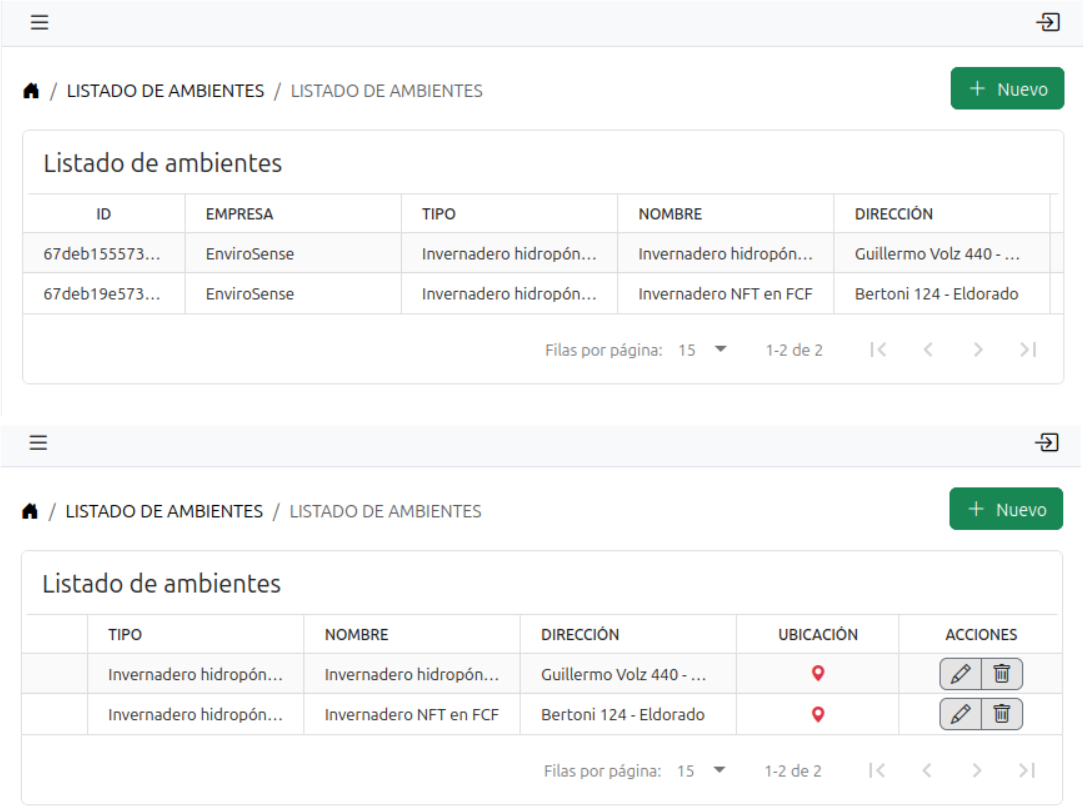 / LISTADO DE AMBIENTES / LISTADO DE AMBIENTES
+ Nuevo
Listado de ambientes
ID EMPRESA TIPO NOMBRE DIRECCIÓN
67deb155573... EnviroSense Invernadero hidropón... Invernadero hidropón... Guillermo Volz 440 - ...
67deb19e573... EnviroSense Invernadero hidropón... Invernadero NFT en FCF Bertoni 124 - Eldorado
Filas por página: 15 1-2 de 2
/ LISTADO DE AMBIENTES / LISTADO DE AMBIENTES
+ Nuevo
Listado de ambientes
TIPO NOMBRE DIRECCIÓN UBICACIÓN ACCIONES
Invernadero hidropón... Invernadero hidropón... Guillermo Volz 440 - ...
Invernadero hidropón... Invernadero NFT en FCF Bertoni 124 - Eldorado
Filas por página: 15 1-2 de 2